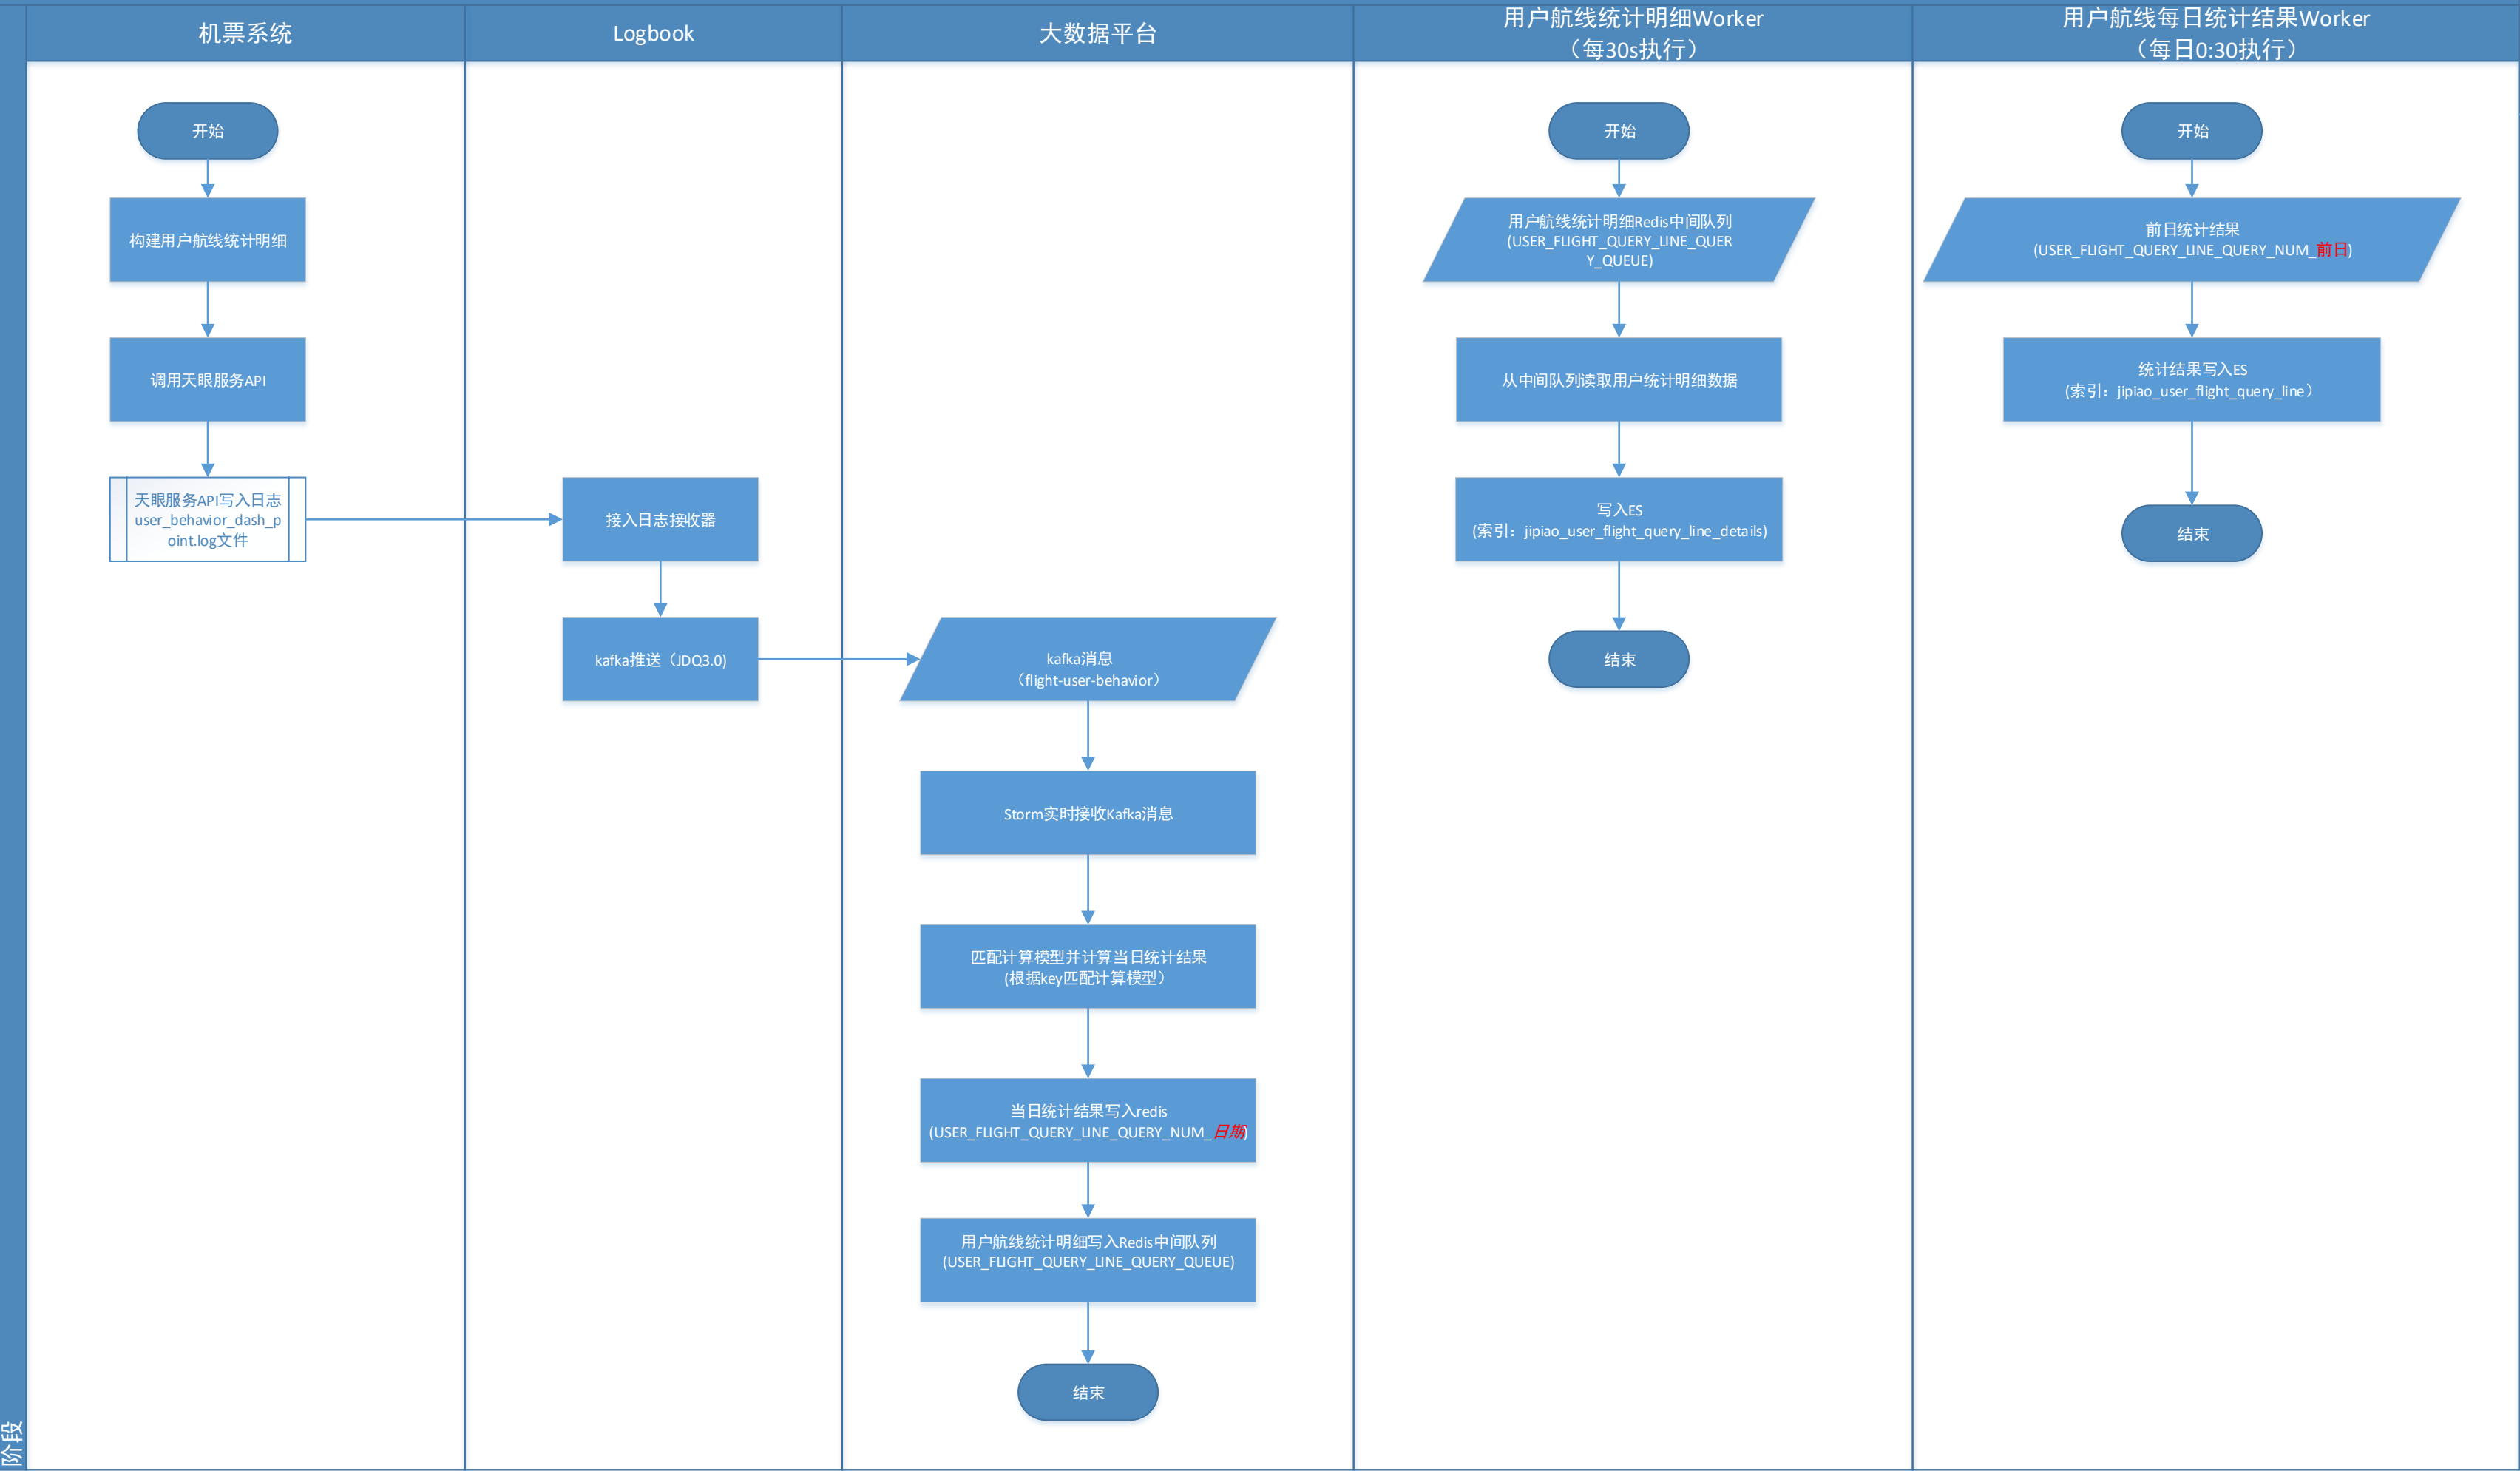 机票系统
Logbook
大数据平台
用户航线统计明细Worker
（每30s执行）
用户航线每日统计结果Worker
（每日0:30执行）
阶段
开始
构建用户航线统计明细
调用天眼服务API
天眼服务API写入日志
user_behavior_dash_p
oint.log文件
接入日志接收器
kafka推送（JDQ3.0)
kafka消息
（flight-user-behavior）
Storm实时接收Kafka消息
匹配计算模型并计算当日统计结果
(根据key匹配计算模型）
当日统计结果写入redis
(USER_FLIGHT_QUERY_LINE_QUERY_NUM_日期)
用户航线统计明细写入Redis中间队列
(USER_FLIGHT_QUERY_LINE_QUERY_QUEUE)
结束
开始
用户航线统计明细Redis中间队列
(USER_FLIGHT_QUERY_LINE_QUER
Y_QUEUE)
从中间队列读取用户统计明细数据
写入ES
(索引：jipiao_user_flight_query_line_details)
结束
开始
前日统计结果
(USER_FLIGHT_QUERY_LINE_QUERY_NUM_前日)
统计结果写入ES
(索引：jipiao_user_flight_query_line）
结束